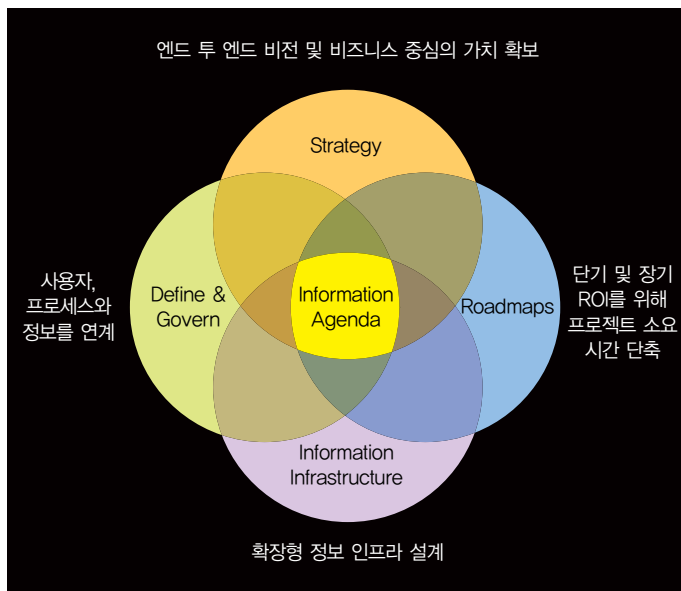 엔드 투 엔드 비전 및 비즈니스 중심의 가치 확보
Strategy
사용자,
프로세스와
정보를 연계
Define &
Govern
Information
Agenda
Roadmaps
단기 및 장기
ROI를 위해
프로젝트 소요
시간 단축
Information
Infrastructure
확장형 정보 인프라 설계